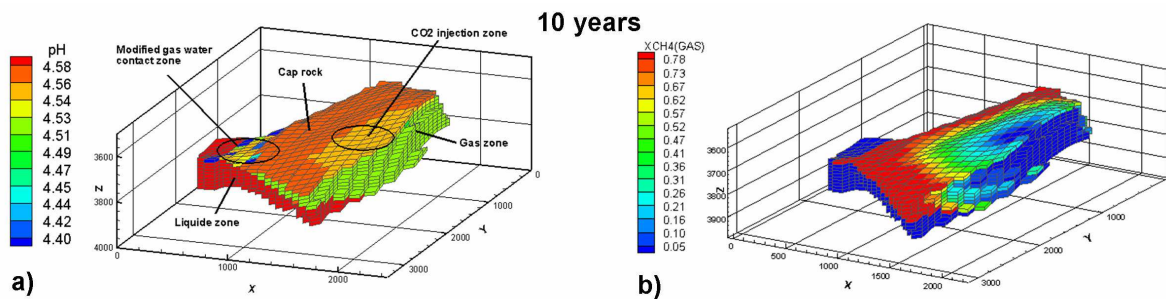 10 years
pH
4.58
4.56
4.54
4.53
4.51
4.49
4.47
4.45
4.44
4.42
4.40
Modified gas water
contact zone
Cap rock
CO2 injection zone
Gas zone
Liquide zone
3600
3800
4000
Z
0
1000
2000
X
0
1000
2000
3000
Y
a)
XCH4(GAS)
0.78
0.73
0.67
0.62
0.57
0.52
0.47
0.41
0.36
0.31
0.26
0.21
0.16
0.10
0.05
3600
3700
3800
3900
Z
0
500
1000
1500
2000
X
1000
2000
3000
Y
b)